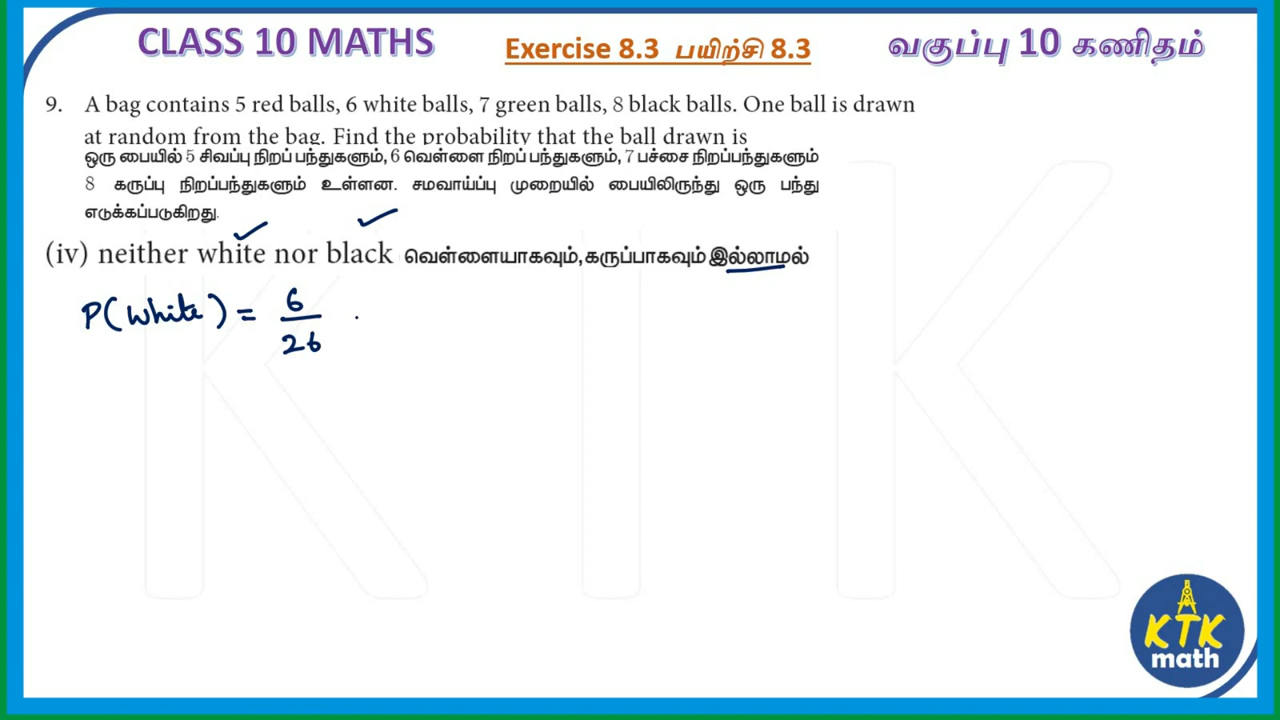 CLASS 10 MATHS Exercise 8.3 பயிற்சி 8.3 வகுப்பு 10 கணிதம்
9. A bag contains 5 red balls, 6 white balls, 7 green balls, 8 black balls. One ball is drawn
at random from the bag. Find the probability that the ball drawn is
ஒரு பையில் 5 சிவப்பு நிறப் பந்துகளும், 6 வெள்ளை நிறப் பந்துகளும், 7 பச்சை நிறப்பந்துகளும்
8 கருப்பு நிறப்பந்துகளும் உள்ளன. சமவாய்ப்பு முறையில் பையிலிருந்து ஒரு பந்து
எடுக்கப்படுகிறது.
(iv) neither white nor black வெள்ளையாகவும்,கருப்பாகவும் இல்லாமல்
P(White) = 6/26
KTK
math